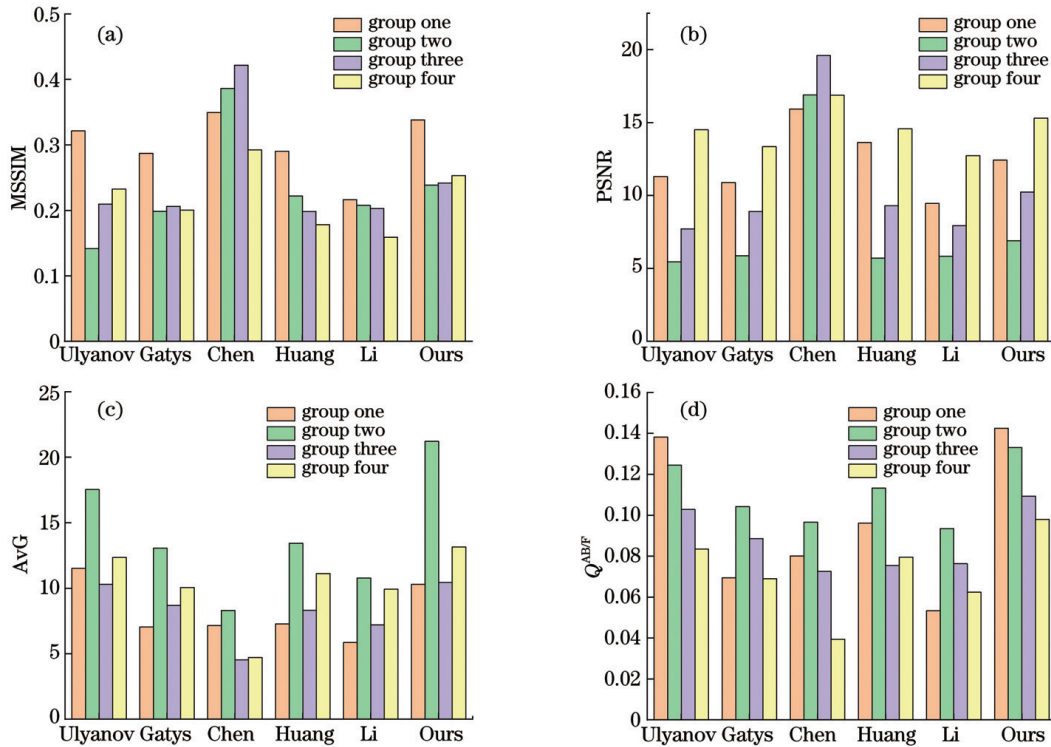 (a)
group one
group two
group three
group four
MSSIM
0.5
0.4
0.3
0.2
0.1
0
Ulyanov Gatys Chen Huang Li Ours
(b)
group one
group two
group three
group four
PSNR
20
15
10
5
0
Ulyanov Gatys Chen Huang Li Ours
(c)
group one
group two
group three
group four
AvG
25
20
15
10
5
0
Ulyanov Gatys Chen Huang Li Ours
(d)
group one
group two
group three
group four
Q^AB/F
0.16
0.14
0.12
0.10
0.08
0.06
0.04
0.02
0
Ulyanov Gatys Chen Huang Li Ours